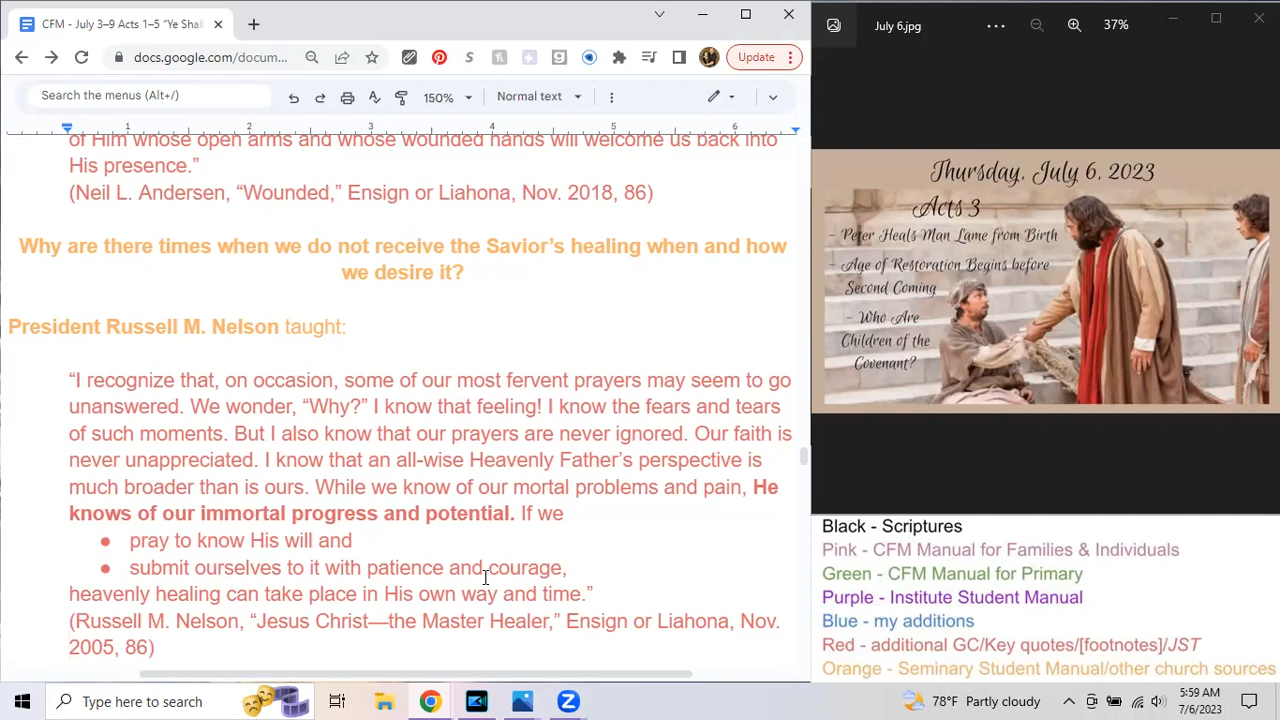 CFM - July 3–9 Acts 1–5 “Ye Shal
docs.google.com/docum...
Update
Search the menus (Alt+/)
150%
Normal text
1 2 3 4 5 6
of Him whose open arms and whose wounded hands will welcome us back into
His presence.”
(Neil L. Andersen, “Wounded,” Ensign or Liahona, Nov. 2018, 86)
Why are there times when we do not receive the Savior’s healing when and how
we desire it?
President Russell M. Nelson taught:
“I recognize that, on occasion, some of our most fervent prayers may seem to go
unanswered. We wonder, “Why?” I know that feeling! I know the fears and tears
of such moments. But I also know that our prayers are never ignored. Our faith is
never unappreciated. I know that an all-wise Heavenly Father’s perspective is
much broader than is ours. While we know of our mortal problems and pain, He
knows of our immortal progress and potential. If we
● pray to know His will and
● submit ourselves to it with patience and courage,
heavenly healing can take place in His own way and time.”
(Russell M. Nelson, “Jesus Christ—the Master Healer,” Ensign or Liahona, Nov.
2005, 86)
July 6.jpg
37%
Thursday, July 6, 2023
Acts 3
- Peter Heals Man Lame from Birth
- Age of Restoration Begins before
Second Coming
- Who Are
Children of the
Covenant?
Black - Scriptures
Pink - CFM Manual for Families & Individuals
Green - CFM Manual for Primary
Purple - Institute Student Manual
Blue - my additions
Red - additional GC/Key quotes/[footnotes]/JST
Orange - Seminary Student Manual/other church sources
Type here to search
78°F Partly cloudy
5:59 AM
7/6/2023